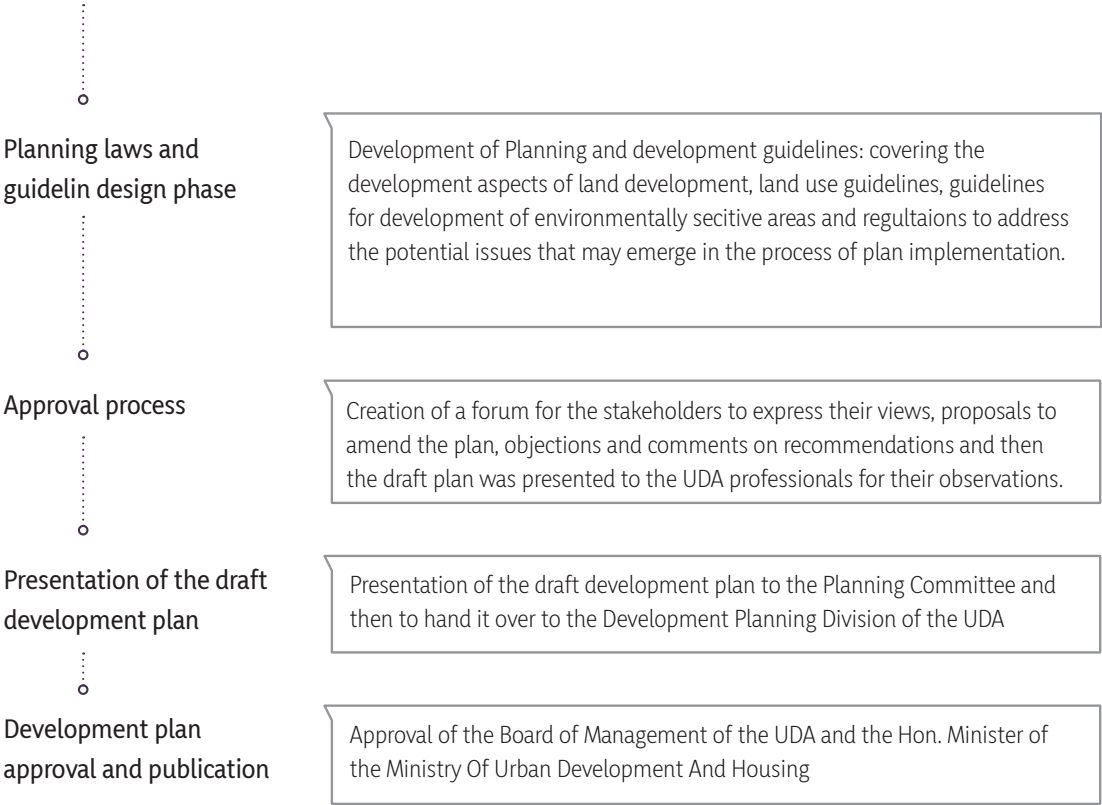 Planning laws and
guidelin design phase
Development of Planning and development guidelines: covering the
development aspects of land development, land use guidelines, guidelines
for development of environmentally secitive areas and regultaions to address
the potential issues that may emerge in the process of plan implementation.
Approval process
Creation of a forum for the stakeholders to express their views, proposals to
amend the plan, objections and comments on recommendations and then
the draft plan was presented to the UDA professionals for their observations.
Presentation of the draft
development plan
Presentation of the draft development plan to the Planning Committee and
then to hand it over to the Development Planning Division of the UDA
Development plan
approval and publication
Approval of the Board of Management of the UDA and the Hon. Minister of
the Ministry Of Urban Development And Housing